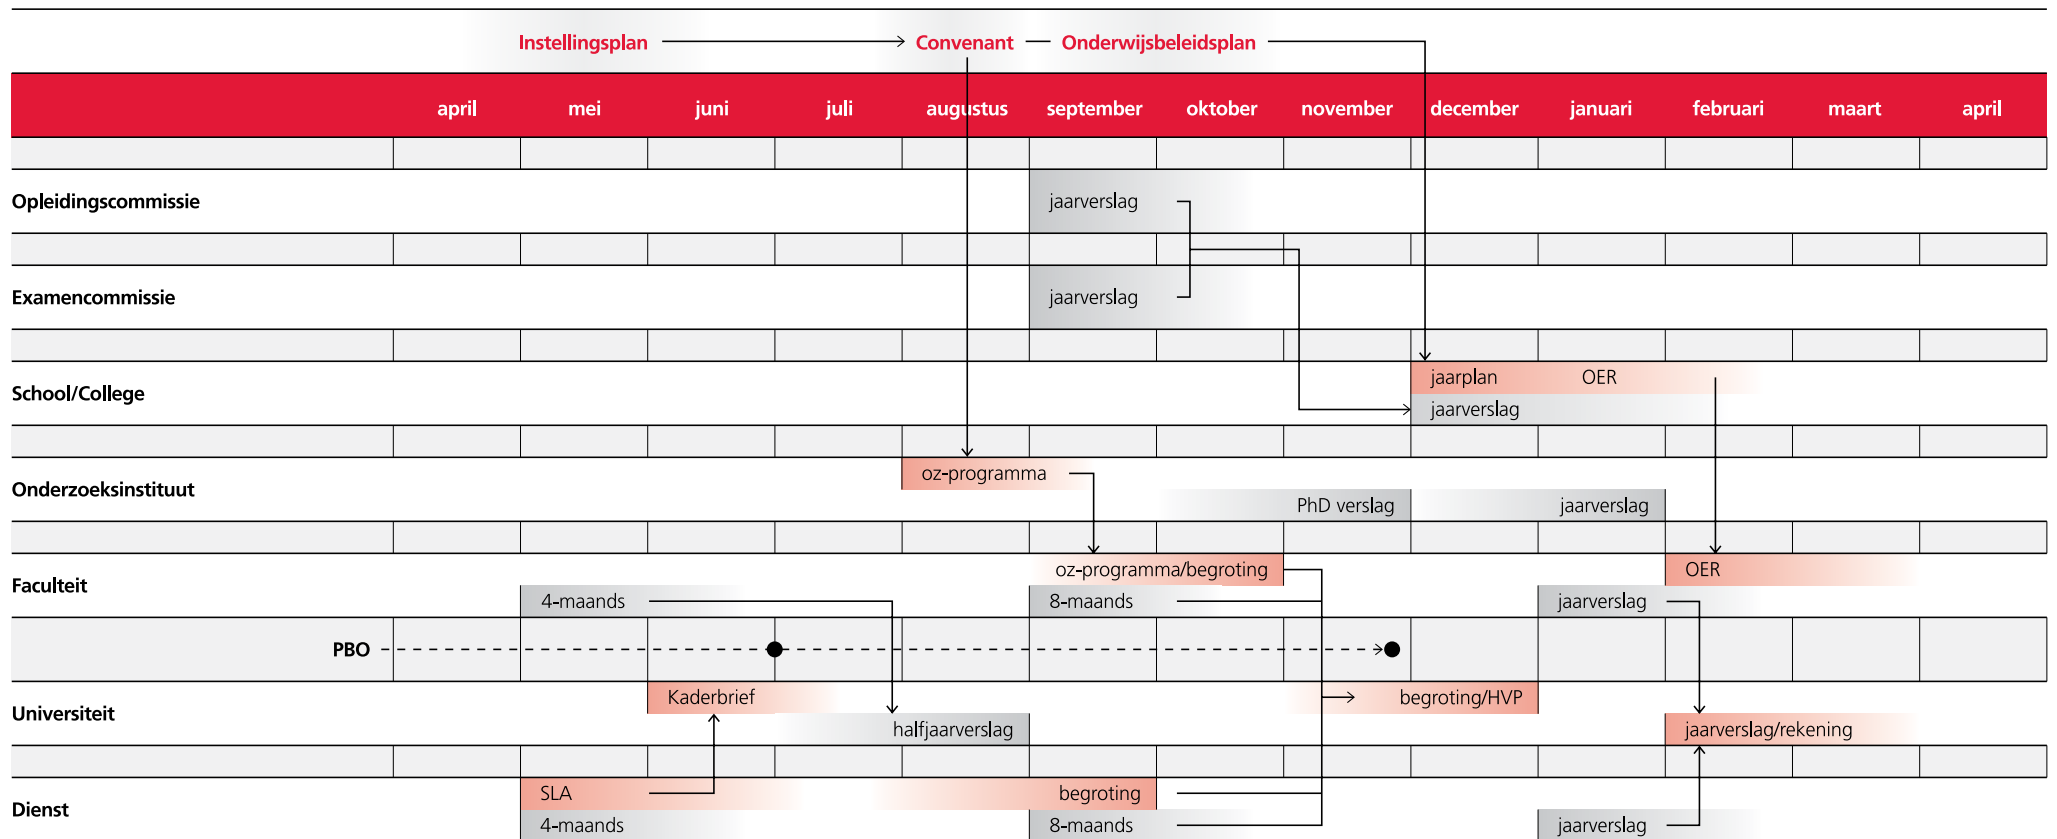 Instellingsplan Convenant Onderwijsbeleidsplan
april mei juni juli augustus september oktober november december januari februari maart april
jaarverslag
Opleidingscommissie
jaarverslag
Examencommissie
jaarplan OER
School/College
jaarverslag
oz-programma
Onderzoeksinstituut
PhD verslag jaarverslag
oz-programma/begroting OER
Faculteit
4-maands 8-maands jaarverslag
PBO
Kaderbrief begroting/HVP
Universiteit
halfjaarverslag jaarverslag/rekening
SLA begroting
Dienst
4-maands 8-maands jaarverslag